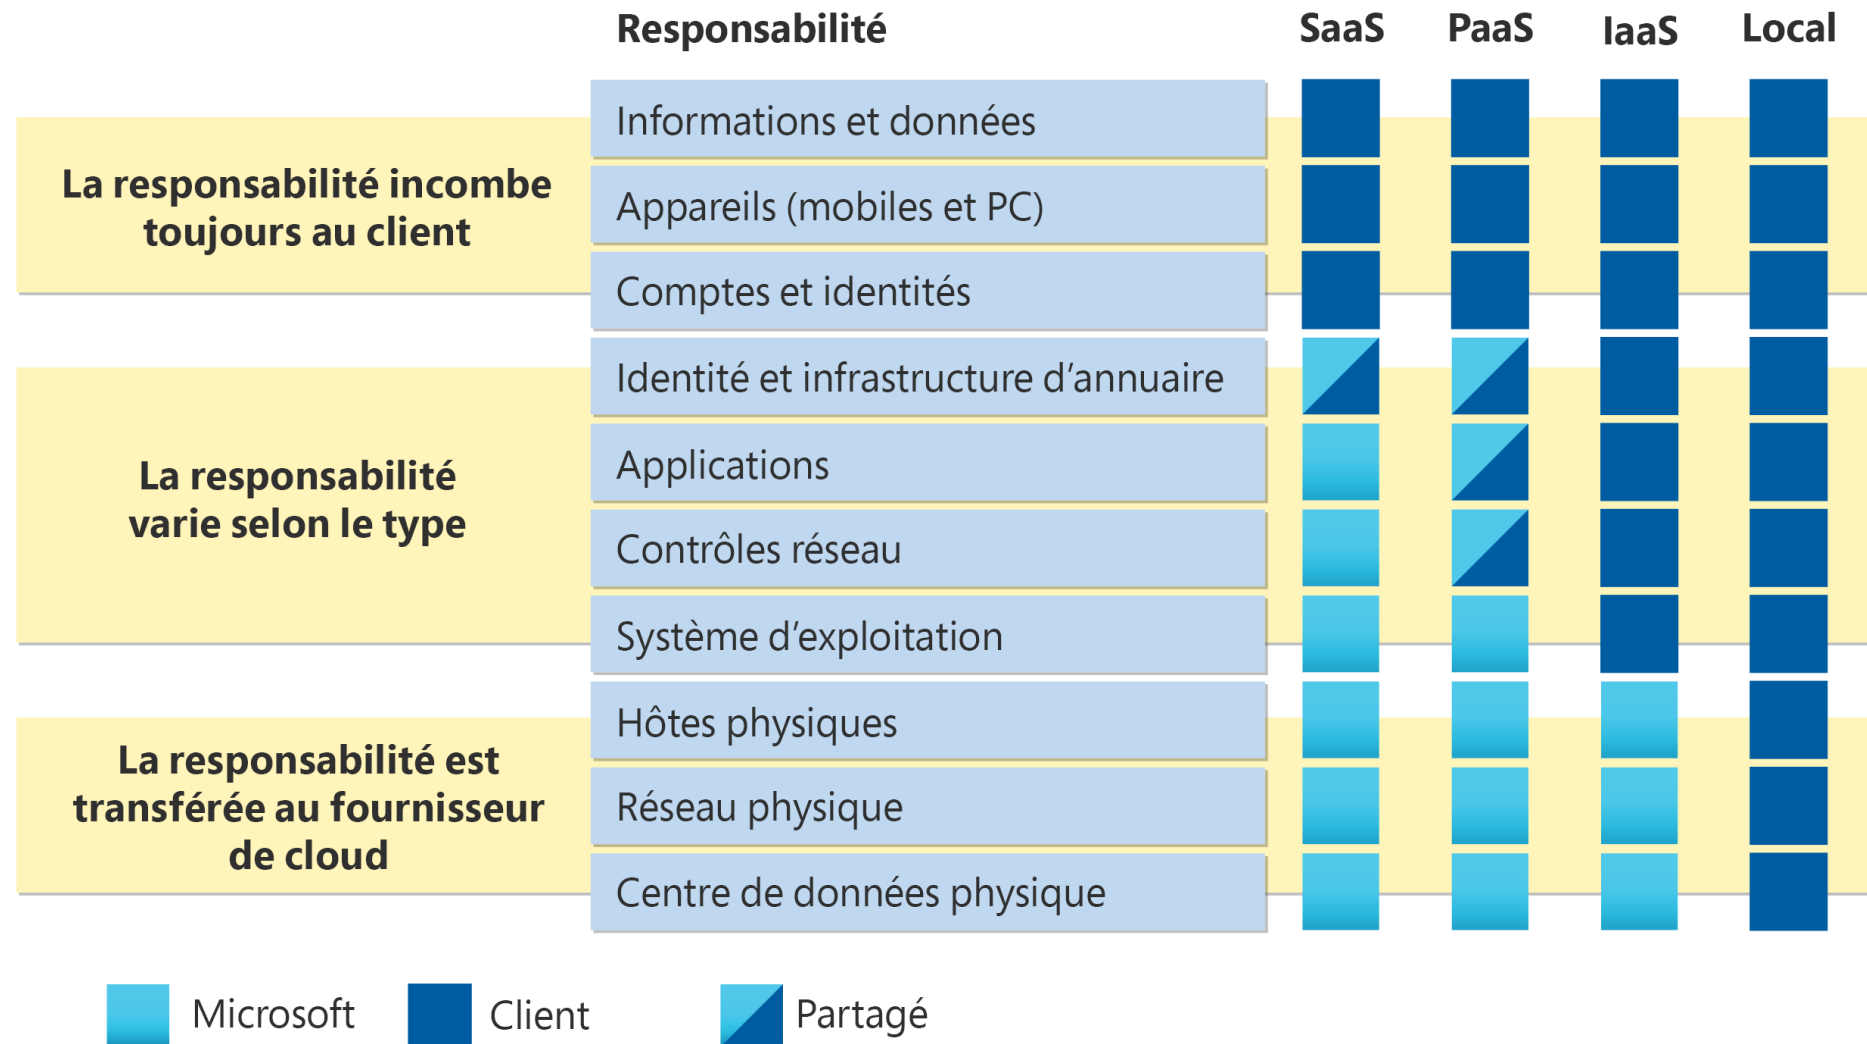 Responsabilité SaaS PaaS IaaS Local
La responsabilité incombe
toujours au client
Informations et données
Appareils (mobiles et PC)
Comptes et identités
La responsabilité
varie selon le type
Identité et infrastructure d’annuaire
Applications
Contrôles réseau
Système d’exploitation
La responsabilité est
transférée au fournisseur
de cloud
Hôtes physiques
Réseau physique
Centre de données physique
Microsoft Client Partagé